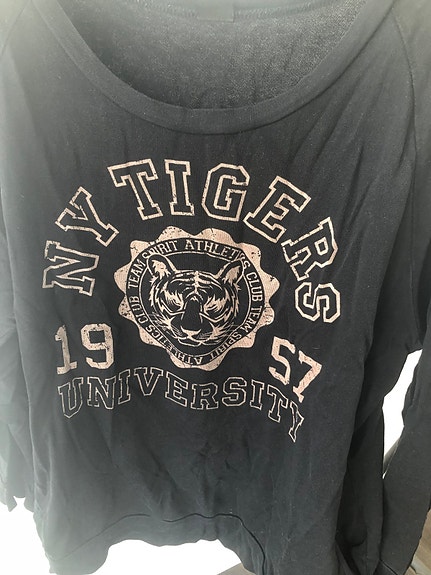 NY TIGERS
TEAM SPIRIT ATHLETICS CLUB TEAM SPIRIT ATHLETICS CLUB
19 57
UNIVERSITY